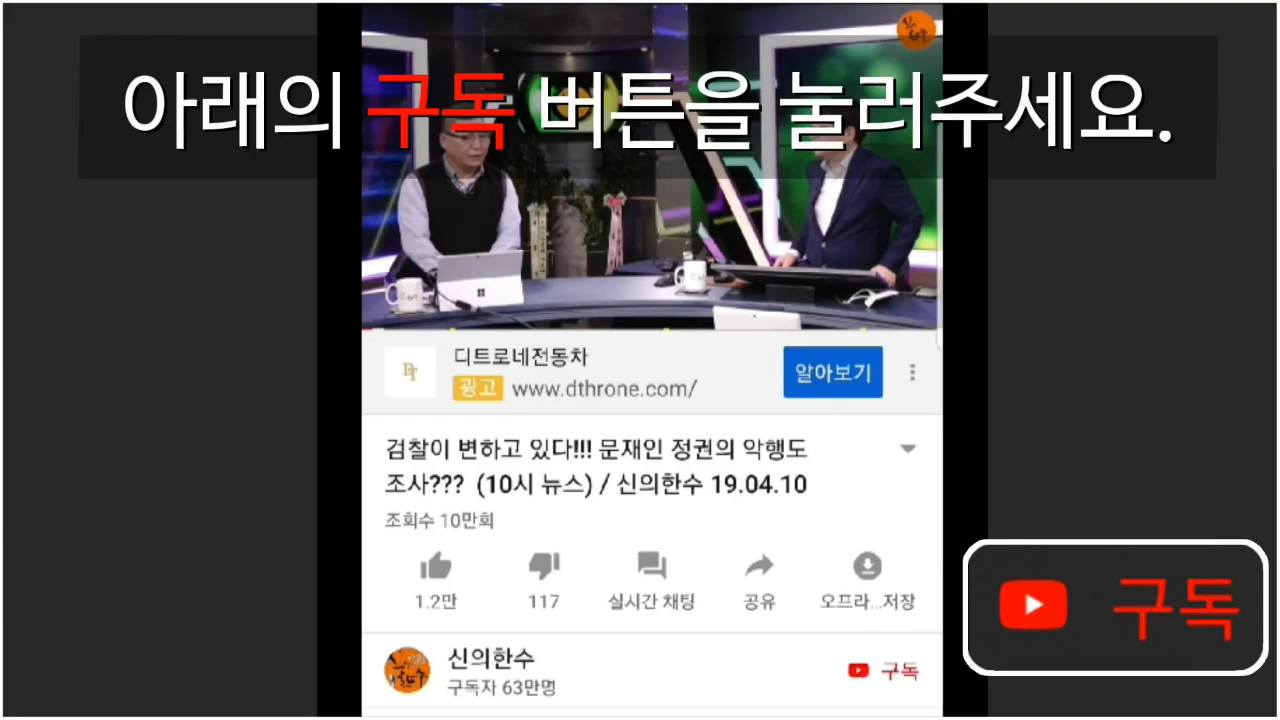 아래의 구독 버튼을 눌러주세요.
디트로네전동차
광고 www.dthrone.com/
알아보기
검찰이 변하고 있다!!! 문재인 정권의 악행도
조사??? (10시 뉴스) / 신의한수 19.04.10
조회수 10만회
1.2만
117
실시간 채팅
공유
오프라...저장
신의한수
구독자 63만명
구독
구독